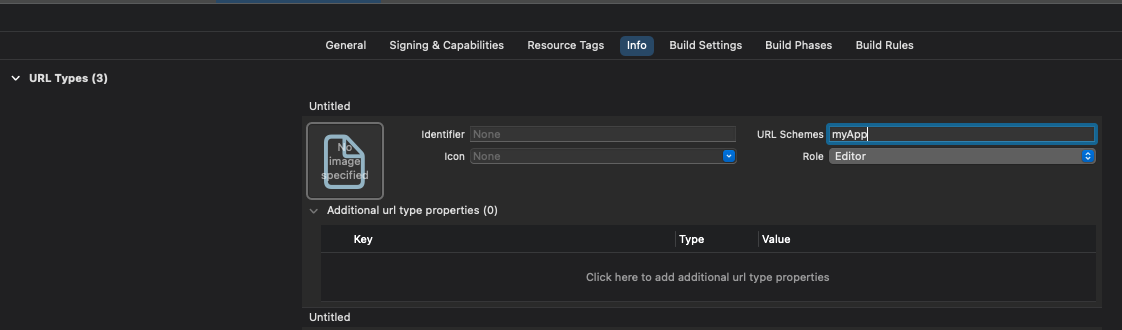 General Signing & Capabilities Resource Tags Info Build Settings Build Phases Build Rules
URL Types (3)
Untitled
No image specified
Identifier None URL Schemes myApp
Icon None Role Editor
Additional url type properties (0)
Key Type Value
Click here to add additional url type properties
Untitled